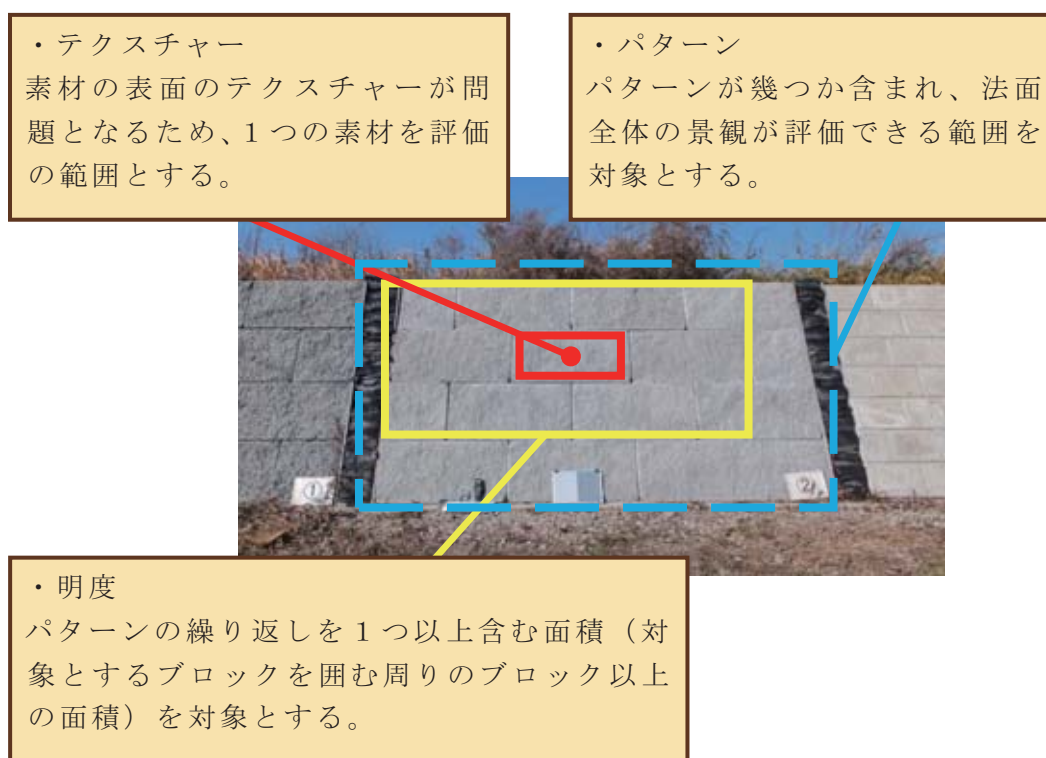 ・テクスチャー
素材の表面のテクスチャーが問
題となるため、１つの素材を評価
の範囲とする。
・パターン
パターンが幾つか含まれ、法面
全体の景観が評価できる範囲を
対象とする。
①
②
・明度
パターンの繰り返しを１つ以上含む面積（対
象とするブロックを囲む周りのブロック以上
の面積）を対象とする。